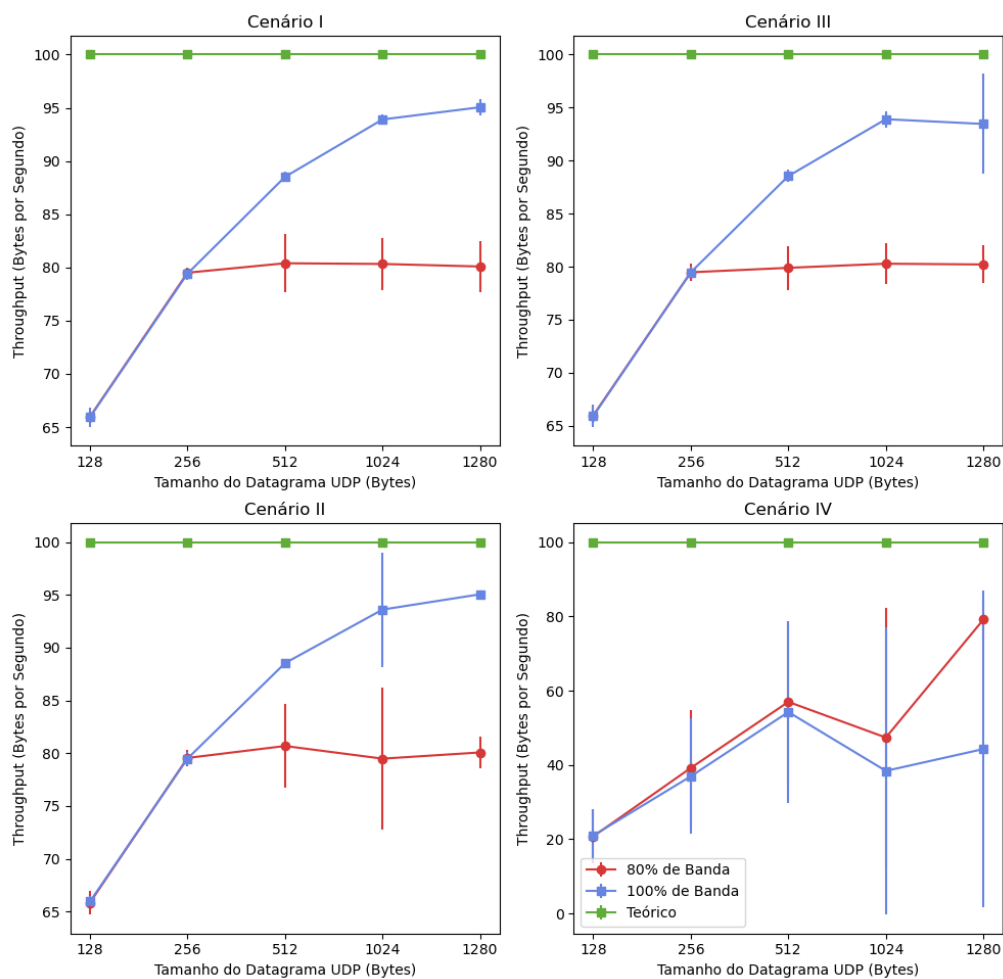 Cenário I
Throughput (Bytes por Segundo)
100
95
90
85
80
75
70
65
128 256 512 1024 1280
Tamanho do Datagrama UDP (Bytes)
Cenário III
Throughput (Bytes por Segundo)
100
95
90
85
80
75
70
65
128 256 512 1024 1280
Tamanho do Datagrama UDP (Bytes)
Cenário II
Throughput (Bytes por Segundo)
100
95
90
85
80
75
70
65
128 256 512 1024 1280
Tamanho do Datagrama UDP (Bytes)
Cenário IV
Throughput (Bytes por Segundo)
100
80
60
40
20
0
80% de Banda
100% de Banda
Teórico
128 256 512 1024 1280
Tamanho do Datagrama UDP (Bytes)